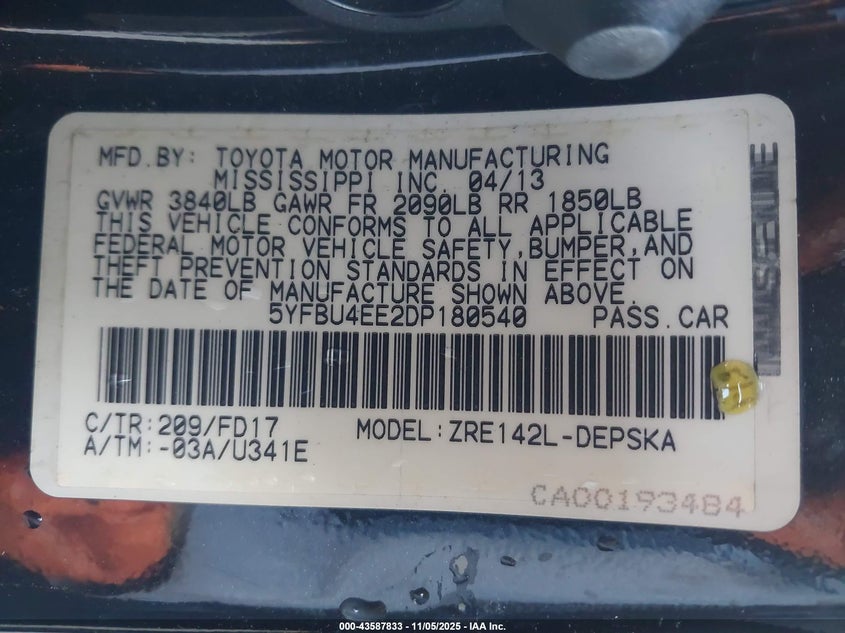 MFD.BY: TOYOTA MOTOR MANUFACTURING
MISSISSIPPI INC. 04/13
GVWR 3840LB GAWR FR 2090LB RR 1850LB
THIS VEHICLE CONFORMS TO ALL APPLICABLE
FEDERAL MOTOR VEHICLE SAFETY,BUMPER,AND
THEFT PREVENTION STANDARDS IN EFFECT ON
THE DATE OF MANUFACTURE SHOWN ABOVE.
5YFBU4EE2DP180540 PASS.CAR
C/TR:209/FD17 MODEL:ZRE142L-DEPSKA
A/TM:-03A/U341E
CA00193484
000-43587833 - 11/05/2025 - IAA Inc.